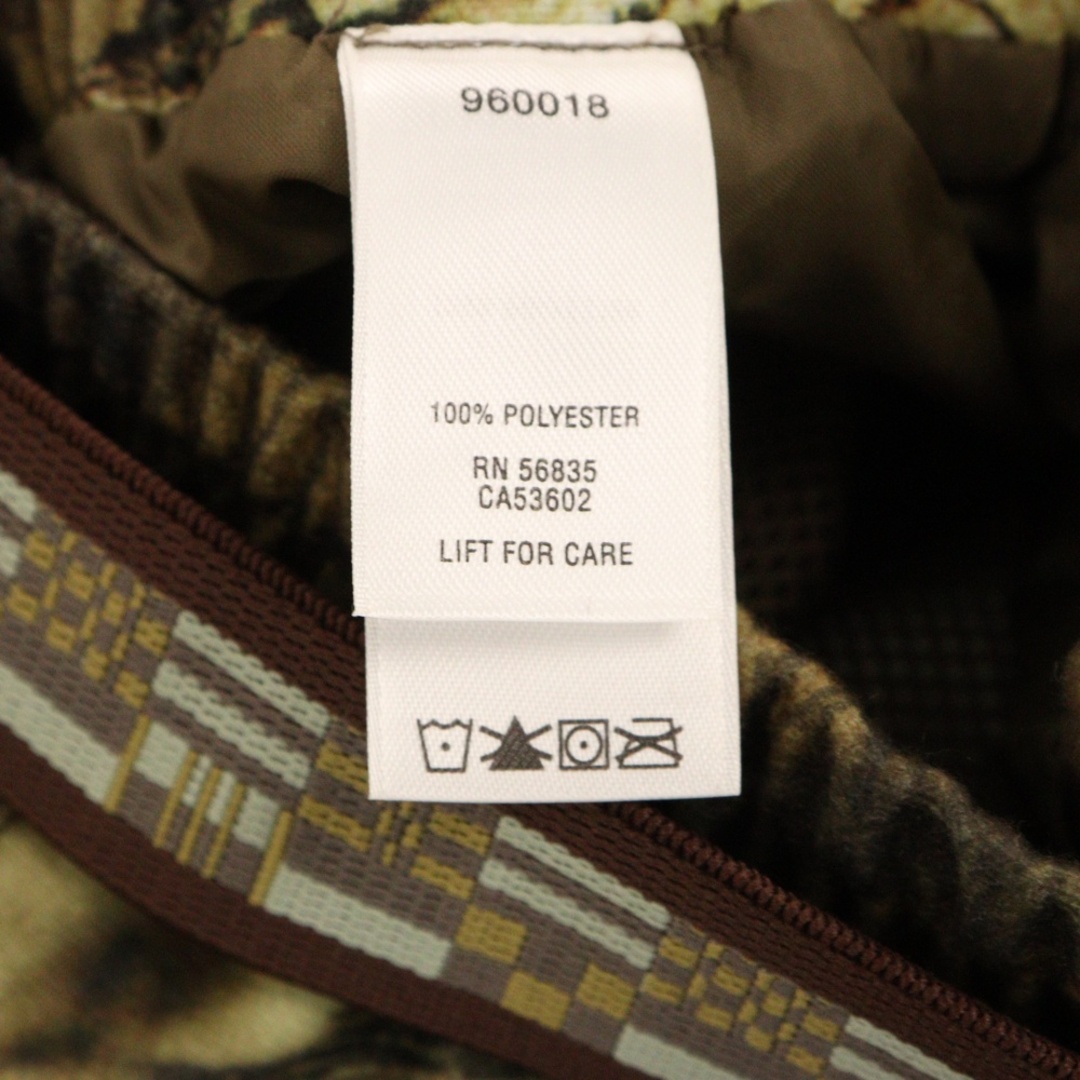 960018
100% POLYESTER
RN 56835
CA53602
LIFT FOR CARE